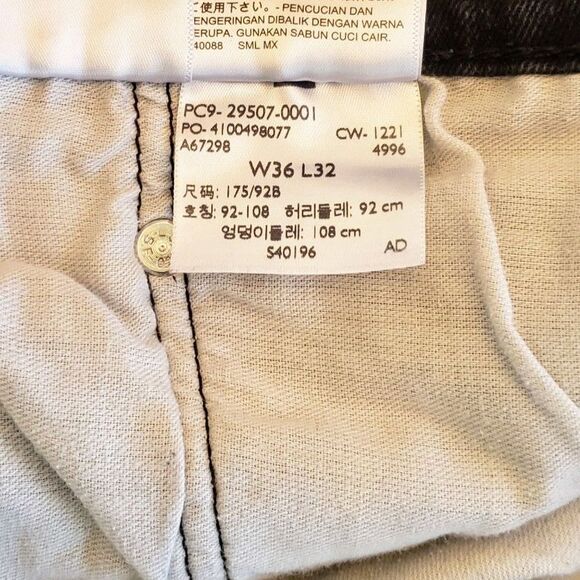 使用下さい。- PENCUCIAN DAN
ENGERINGAN DIBALIK DENGAN WARNA
ERUPA. GUNAKAN SABUN CUCI CAIR.
40088 SML MX
PC9- 29507-0001
PO- 4100498077 CW- 1221
A67298 4996
W36 L32
尺码: 175/92B
호칭: 92-108 허리둘레: 92 cm
엉덩이둘레: 108 cm
S40196 AD